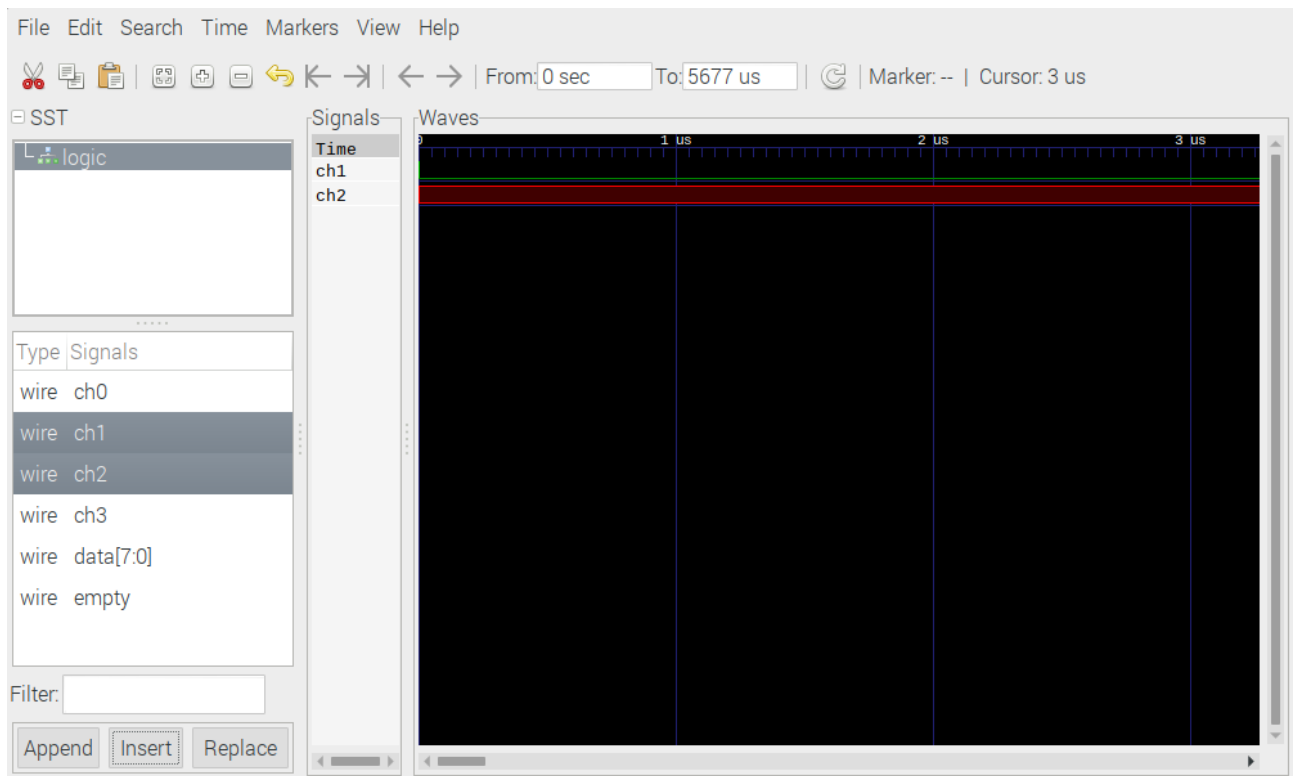 File Edit Search Time Markers View Help
From: 0 sec To: 5677 us Marker: -- | Cursor: 3 us
SST
logic
Type Signals
wire ch0
wire ch1
wire ch2
wire ch3
wire data[7:0]
wire empty
Filter:
Append Insert Replace
Signals
Time
ch1
ch2
Waves
0 1 us 2 us 3 us